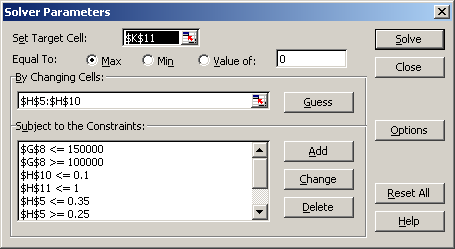 Solver Parameters
Set Target Cell: $K$11 Solve
Equal To: Max Min Value of: 0 Close
By Changing Cells:
$H$5:$H$10 Guess
Subject to the Constraints: Options
$G$8 <= 150000 Add
$G$8 >= 100000
$H$10 <= 0.1 Change
$H$11 <= 1 Reset All
$H$5 <= 0.35 Delete
$H$5 >= 0.25 Help